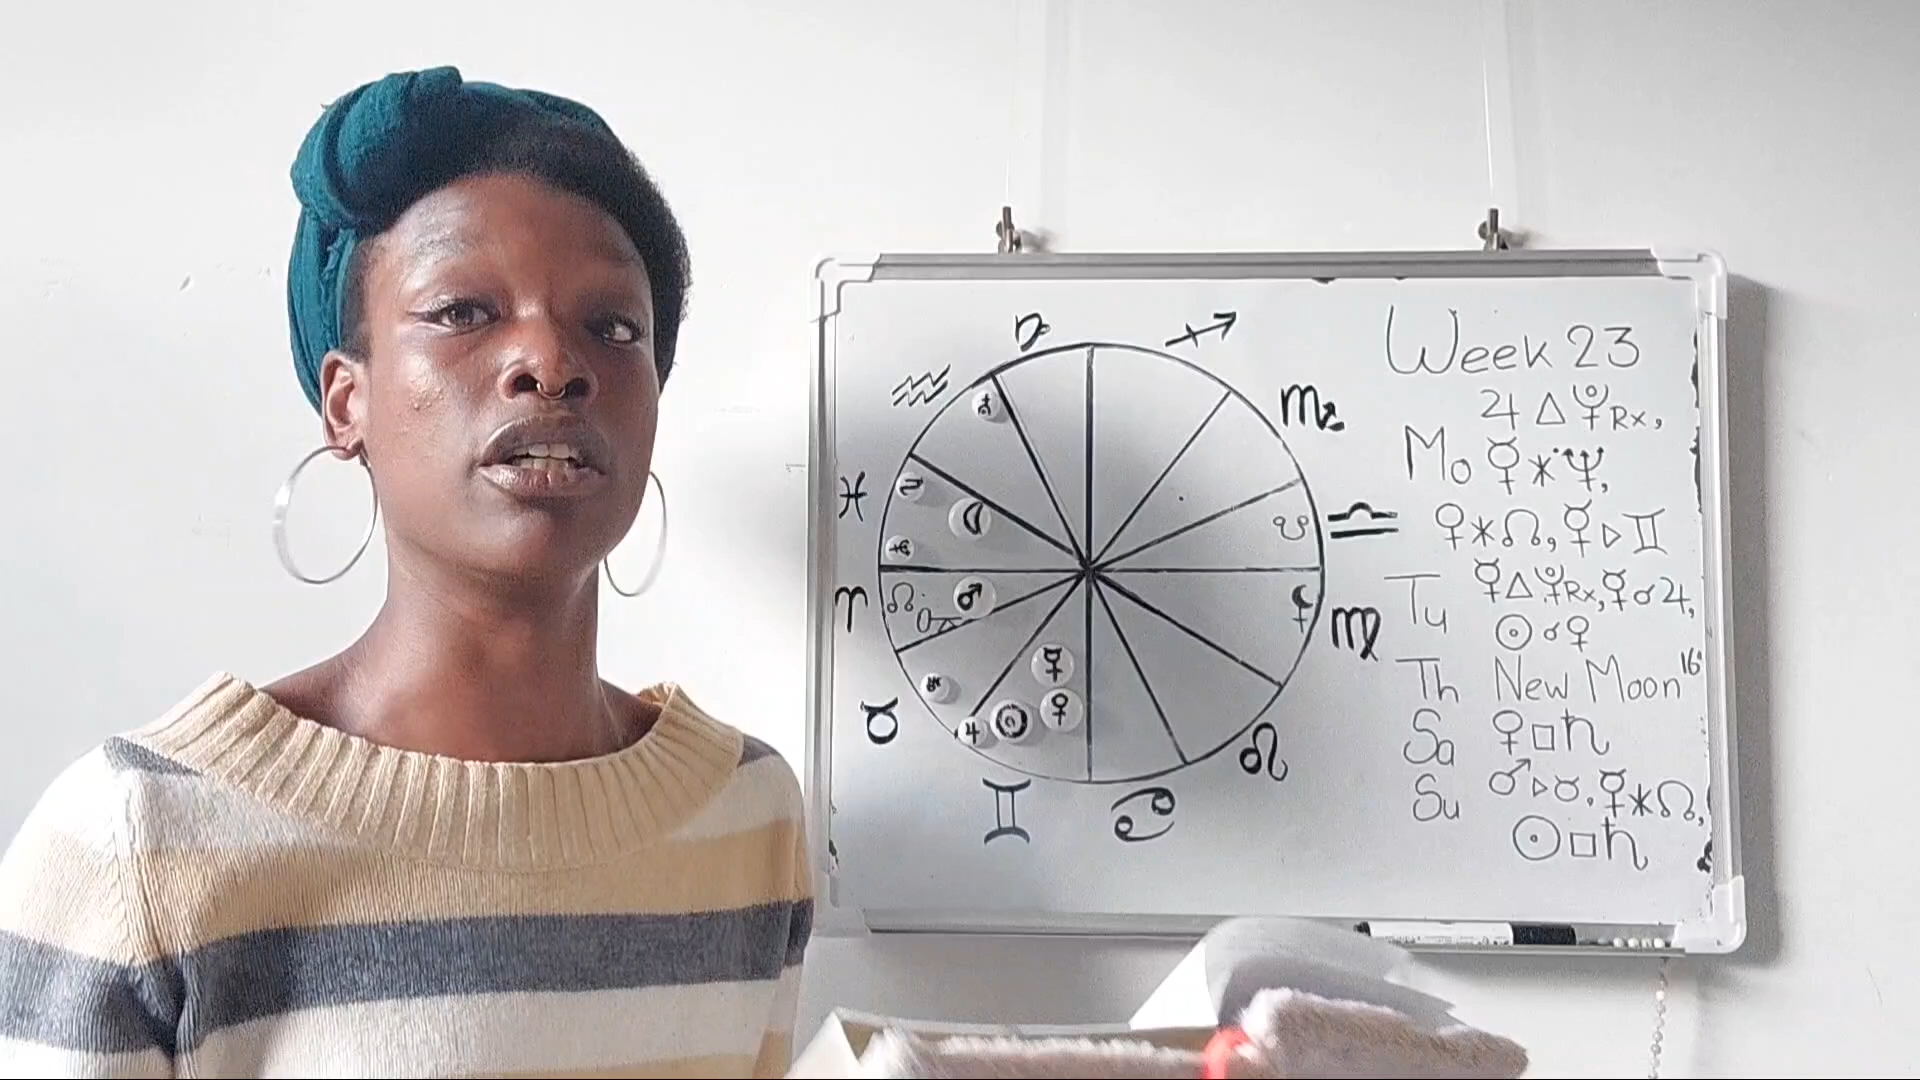 Week 23
♃ △ ♇ Rx,
Mo ☿ ⚹ ♆,
♀ ⚹ ☊, ☿ ▷ ♊
Tu ☿ △ ♇ Rx, ☿ ☌ ♃,
☉ ☌ ♀
Th New Moon 16°
Sa ♀ □ ♄
Su ♂ ▷ ♉, ☿ ⚹ ☊,
☉ □ ♄
♑ ♐
♒ ♏
♇
♓ ♄ ☽ ♆ ☋ ♎
♈ ☊ ♂ ⚸ ♍
☿
♉ ♅ ♃ ☉ ♀ ♌
♊ ♋